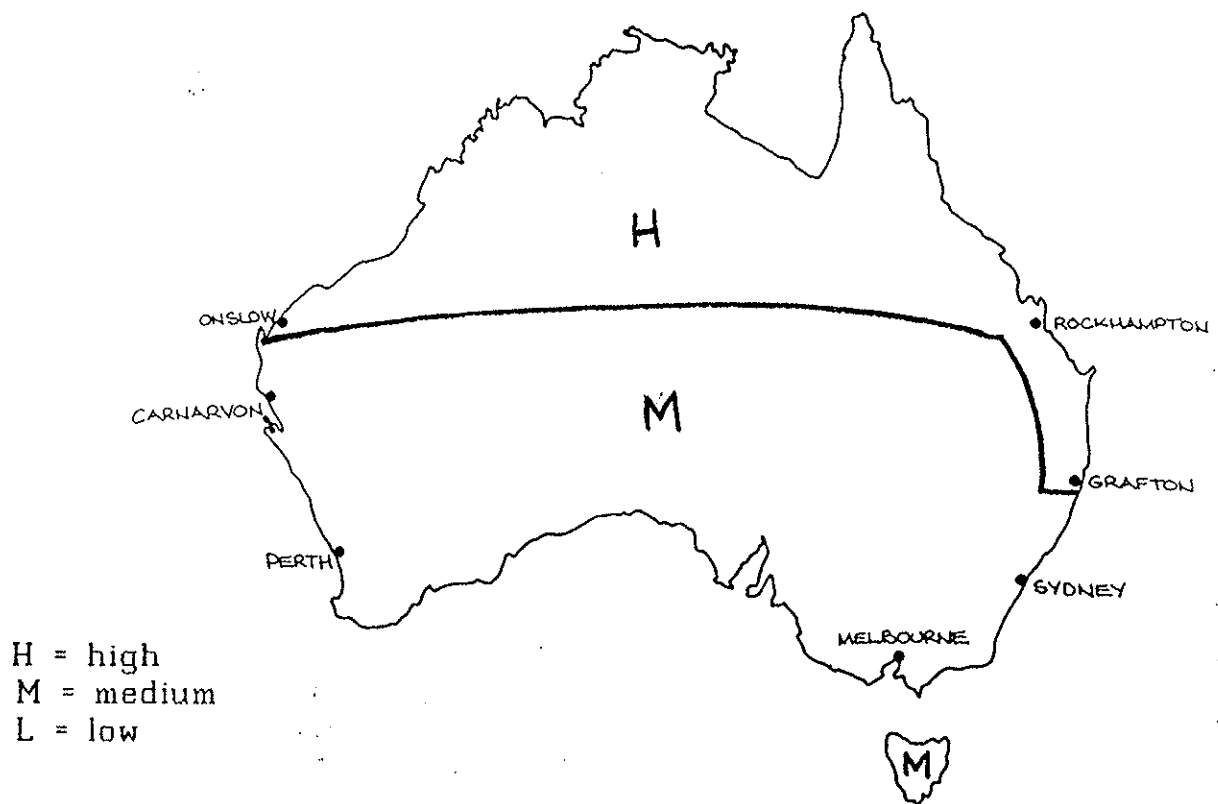 H
ONSLOW
ROCKHAMPTON
CARNARVON
M
GRAFTON
PERTH
SYDNEY
MELBOURNE
H = high
M = medium
L = low
M